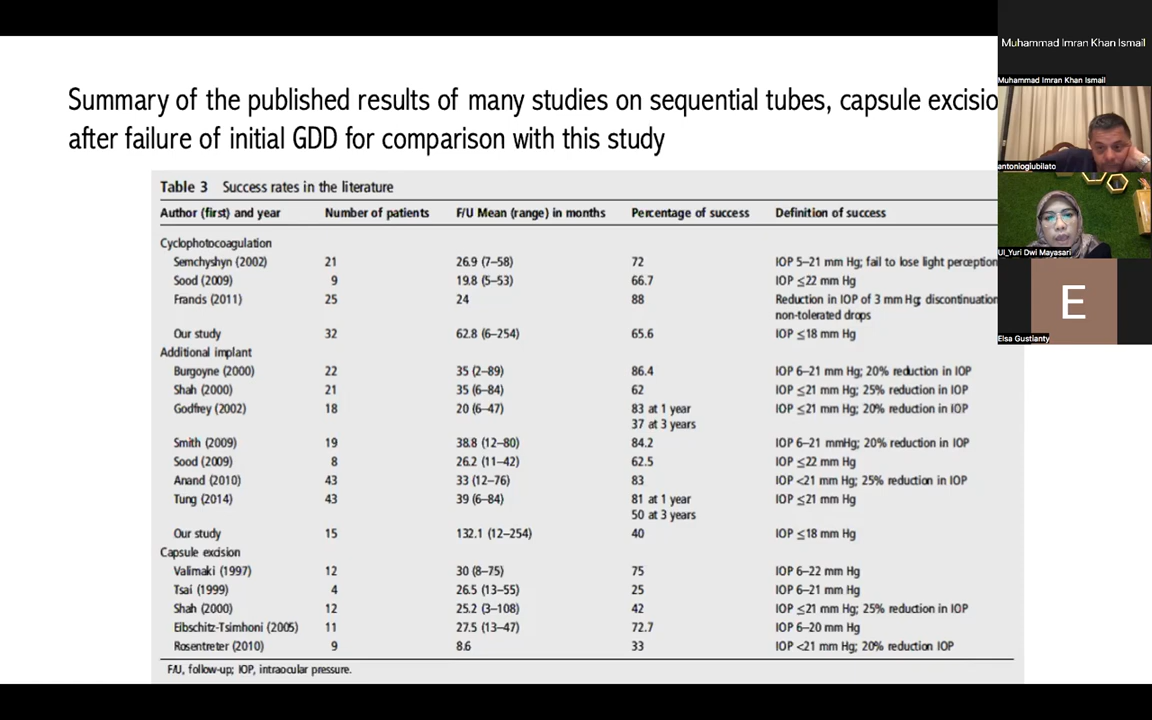 Summary of the published results of many studies on sequential tubes, capsule excisio
after failure of initial GDD for comparison with this study
Table 3 Success rates in the literature
Author (first) and year Number of patients F/U Mean (range) in months Percentage of success Definition of success
Cyclophotocoagulation
Semchyshyn (2002) 21 26.9 (7–58) 72 IOP 5–21 mm Hg; fail to lose light perception
Sood (2009) 9 19.8 (5–53) 66.7 IOP ≤22 mm Hg
Francis (2011) 25 24 88 Reduction in IOP of 3 mm Hg; discontinuation
non-tolerated drops
Our study 32 62.8 (6–254) 65.6 IOP ≤18 mm Hg
Additional implant
Burgoyne (2000) 22 35 (2–89) 86.4 IOP 6–21 mm Hg; 20% reduction in IOP
Shah (2000) 21 35 (6–84) 62 IOP ≤21 mm Hg; 25% reduction in IOP
Godfrey (2002) 18 20 (6–47) 83 at 1 year IOP ≤21 mm Hg; 20% reduction in IOP
37 at 3 years
Smith (2009) 19 38.8 (12–80) 84.2 IOP 6–21 mmHg; 20% reduction in IOP
Sood (2009) 8 26.2 (11–42) 62.5 IOP ≤22 mm Hg
Anand (2010) 43 33 (12–76) 83 IOP <21 mm Hg; 25% reduction in IOP
Tung (2014) 43 39 (6–84) 81 at 1 year IOP ≤21 mm Hg
50 at 3 years
Our study 15 132.1 (12–254) 40 IOP ≤18 mm Hg
Capsule excision
Valimaki (1997) 12 30 (8–75) 75 IOP 6–22 mm Hg
Tsai (1999) 4 26.5 (13–55) 25 IOP 6–21 mm Hg
Shah (2000) 12 25.2 (3–108) 42 IOP ≤21 mm Hg; 25% reduction in IOP
Eibschitz-Tsimhoni (2005) 11 27.5 (13–47) 72.7 IOP 6–20 mm Hg
Rosentreter (2010) 9 8.6 33 IOP <21 mm Hg; 20% reduction IOP
F/U, follow-up; IOP, intraocular pressure.
Muhammad Imran Khan Ismail
Muhammad Imran Khan Ismail
antoniogiubilato
UI_Yuri Dwi Mayasari
E
Elsa Gustianty